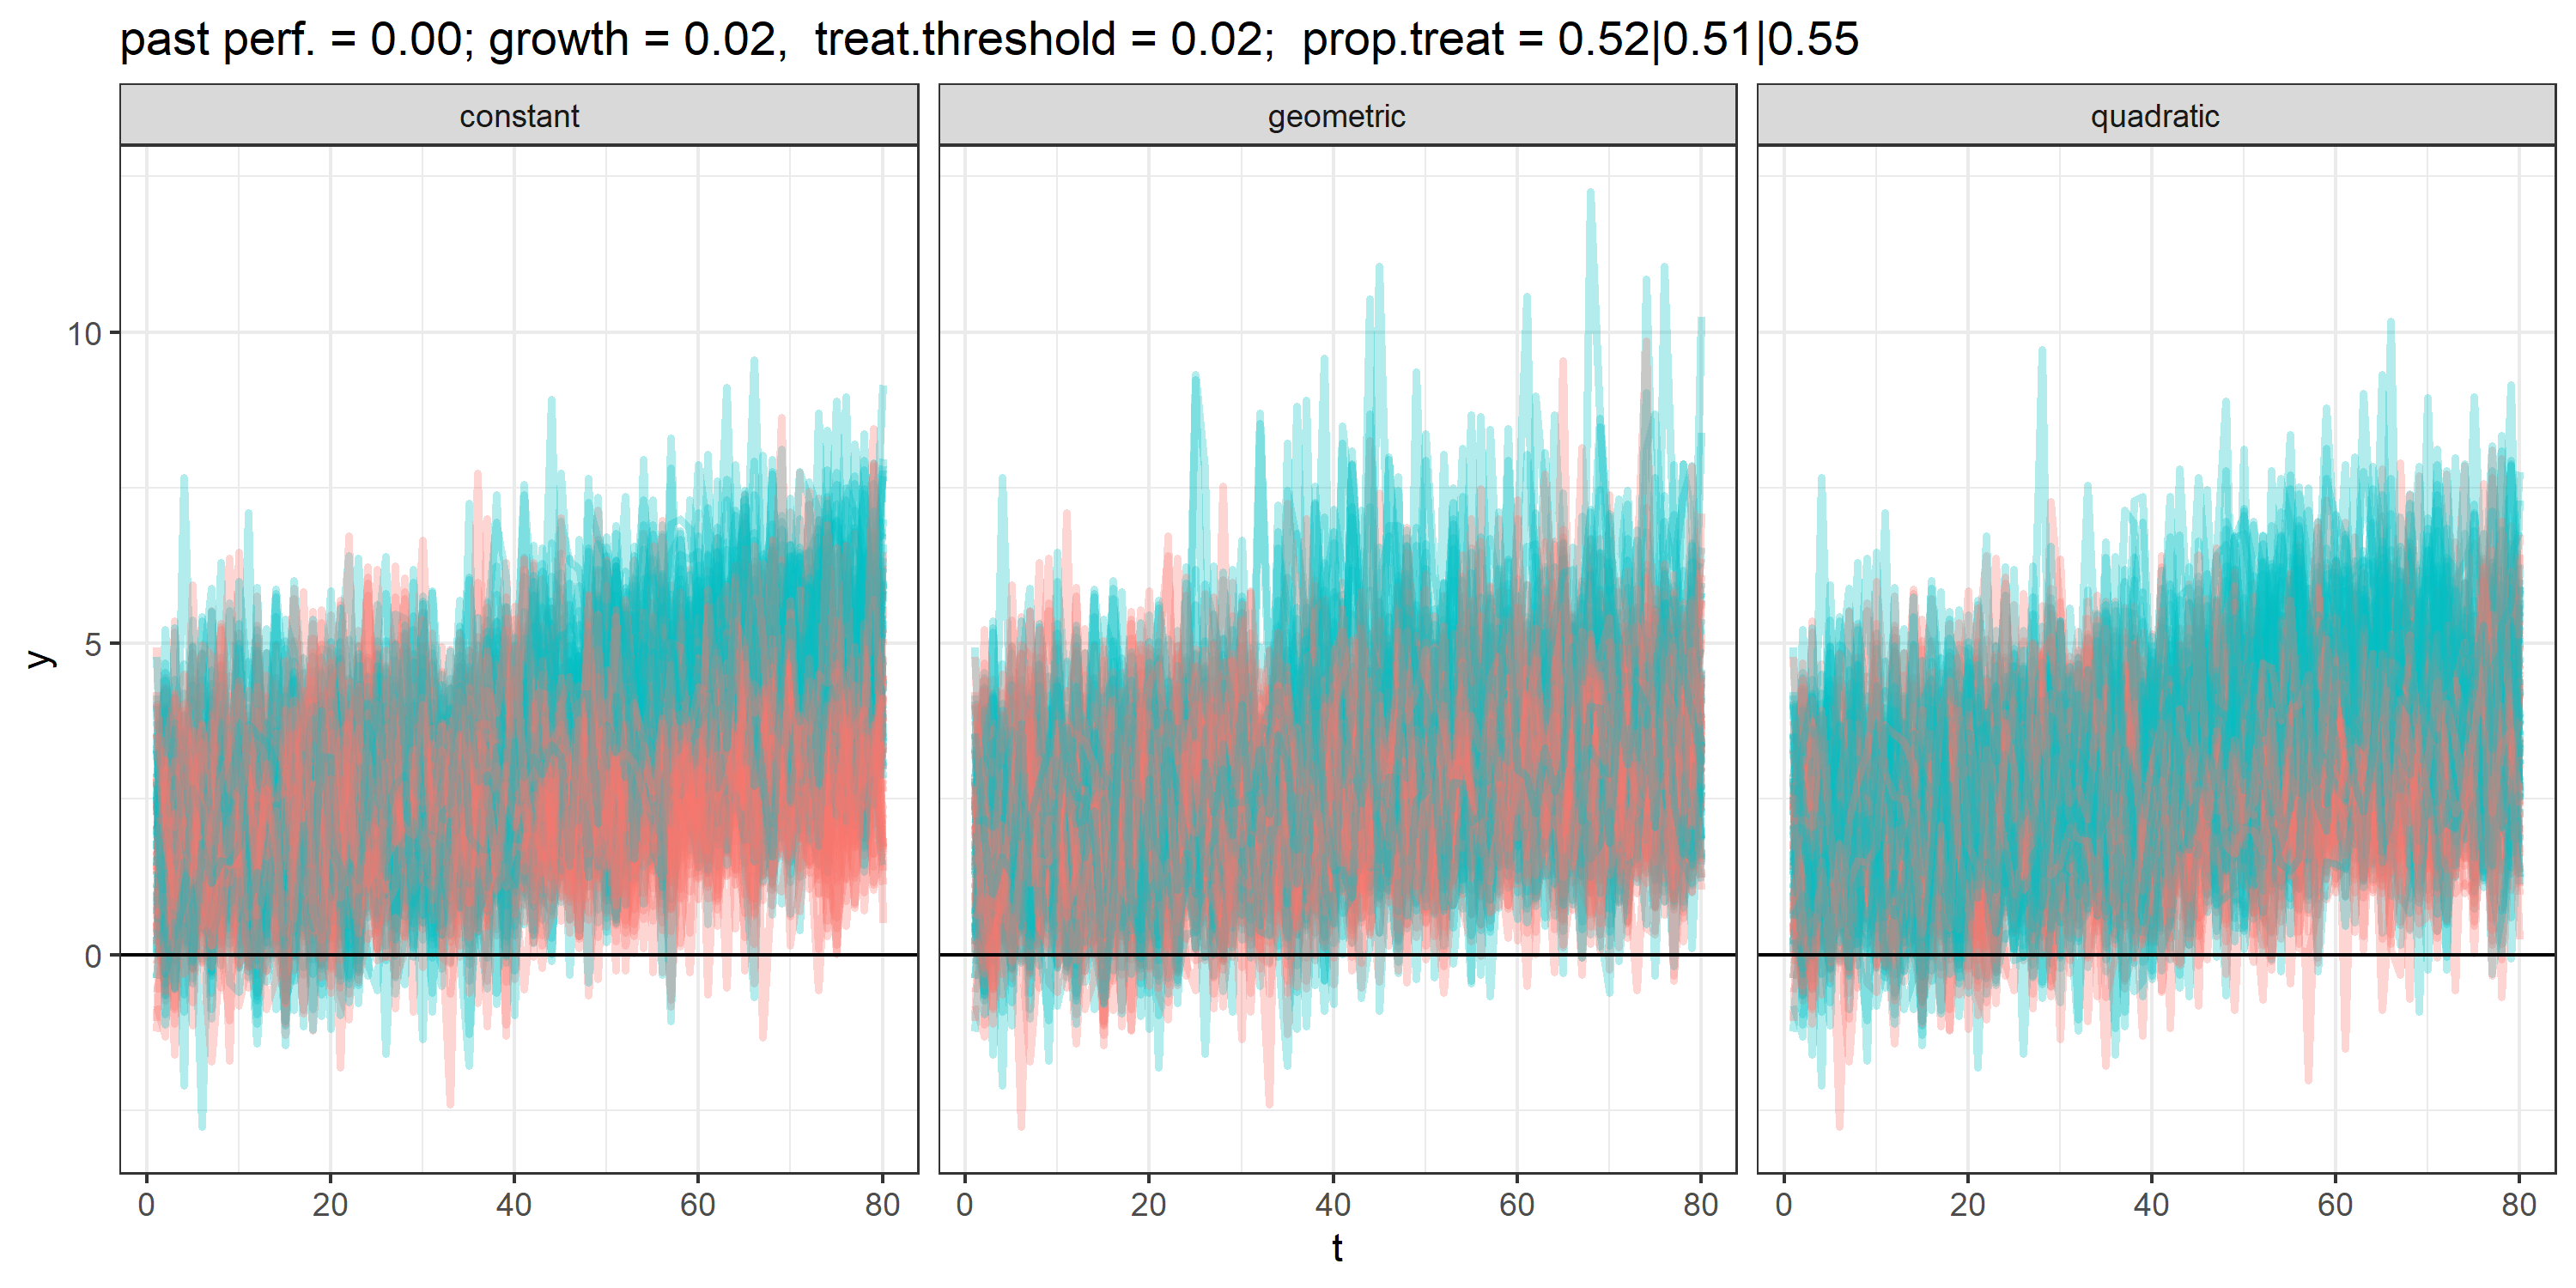 past perf. = 0.00; growth = 0.02,  treat.threshold = 0.02;  prop.treat = 0.52|0.51|0.55
constant geometric quadratic
10
5
0
y
0 20 40 60 80 0 20 40 60 80 0 20 40 60 80
t